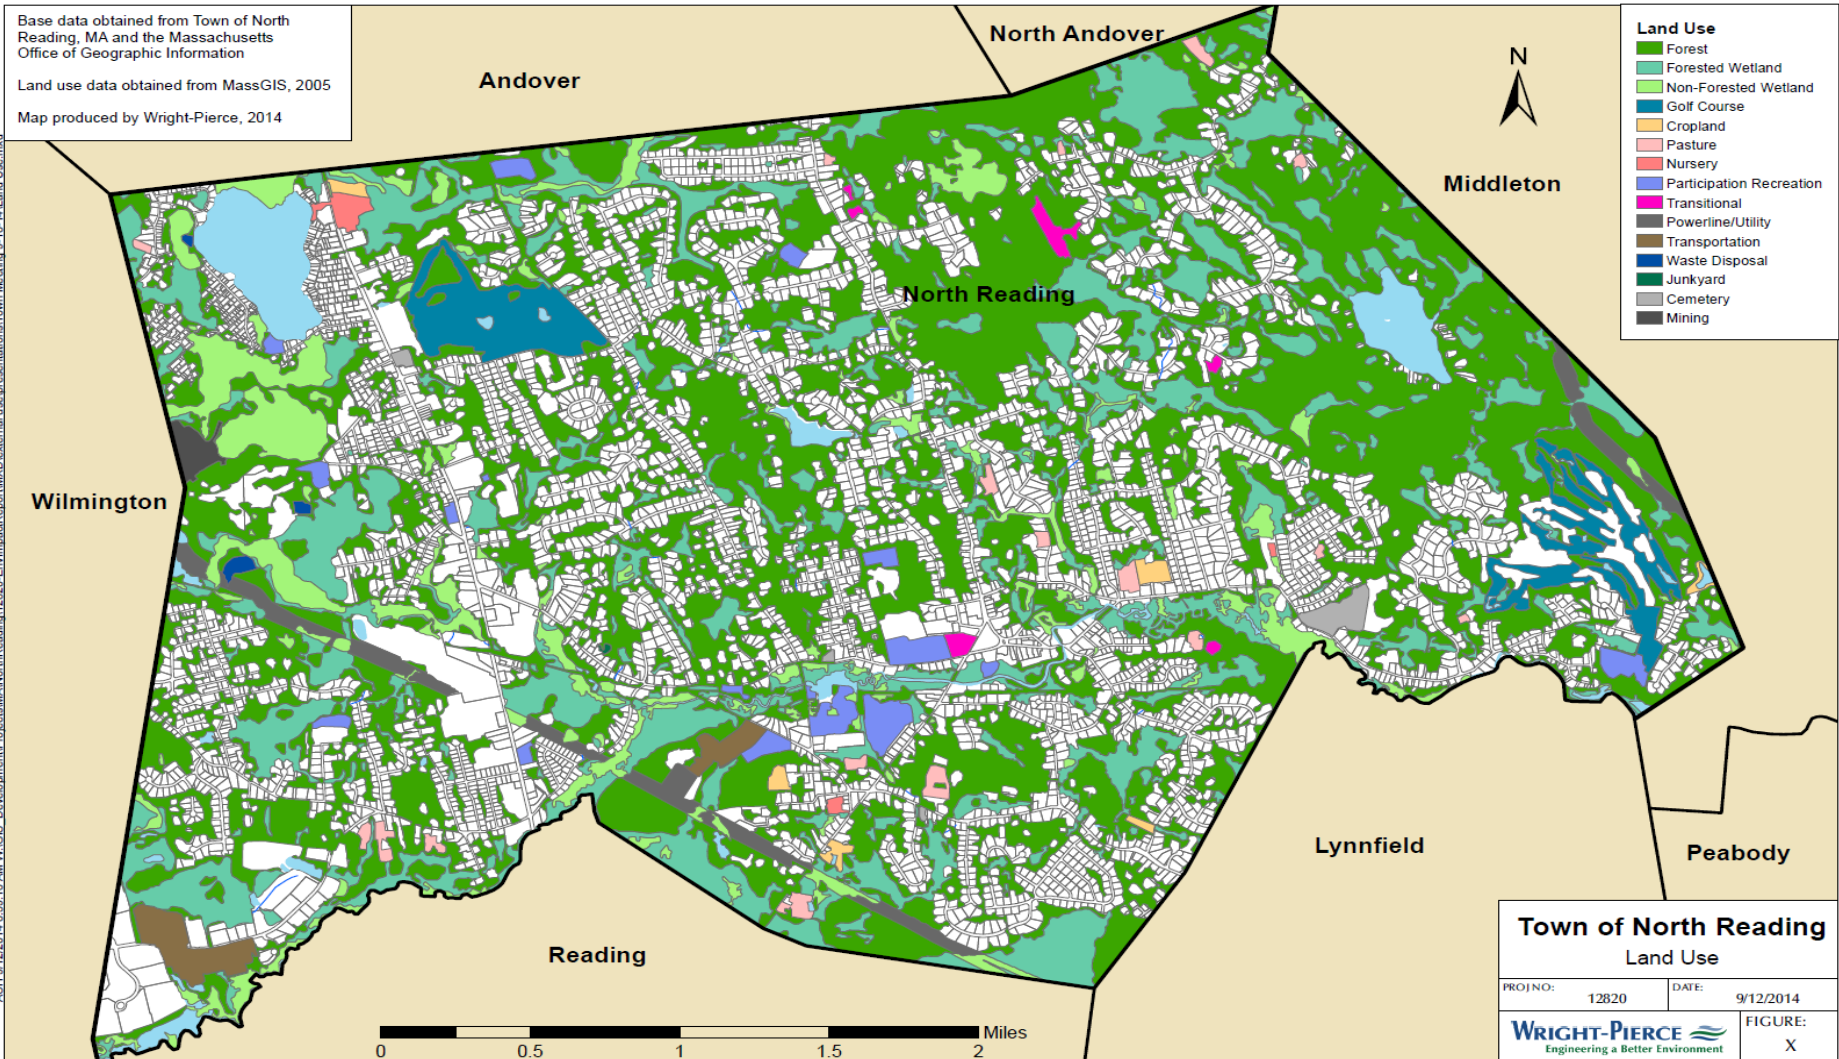 Base data obtained from Town of North
Reading, MA and the Massachusetts
Office of Geographic Information
Land use data obtained from MassGIS, 2005
Map produced by Wright-Pierce, 2014
Andover
North Andover
N
Middleton
Land Use
Forest
Forested Wetland
Non-Forested Wetland
Golf Course
Cropland
Pasture
Nursery
Participation Recreation
Transitional
Powerline/Utility
Transportation
Waste Disposal
Junkyard
Cemetery
Mining
North Reading
Wilmington
Lynnfield
Peabody
Reading
Miles
0 0.5 1 1.5 2
Town of North Reading
Land Use
PROJ NO: 12820
DATE: 9/12/2014
WRIGHT-PIERCE
Engineering a Better Environment
FIGURE:
X